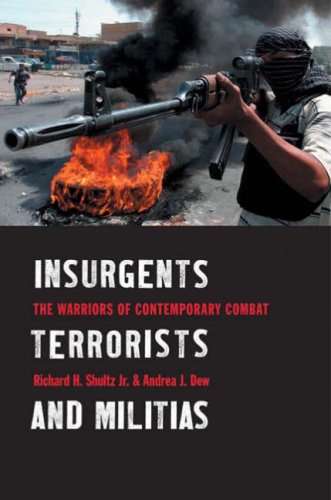 INSURGENTS
THE WARRIORS OF CONTEMPORARY COMBAT
TERRORISTS
Richard H. Shultz Jr. & Andrea J. Dew
AND MILITIAS